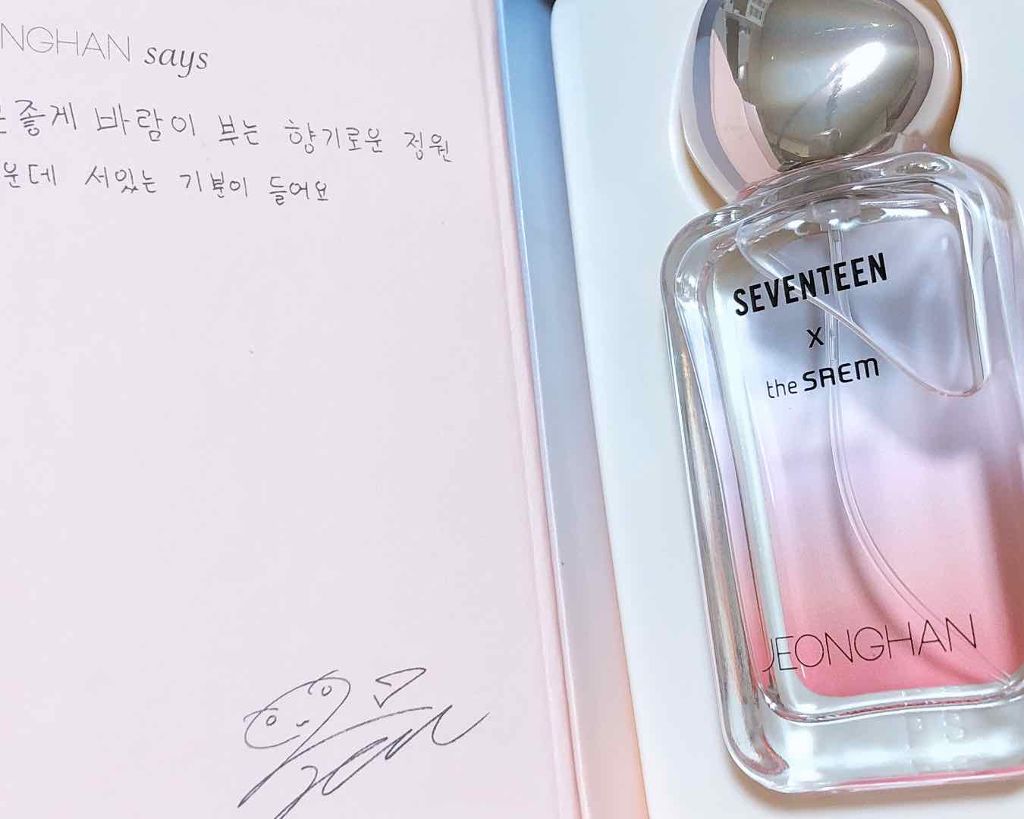 NGHAN says
좋게 바람이 부는 향기로운 정원
운데 서있는 기분이 들어요
SEVENTEEN
X
the SAEM
JEONGHAN